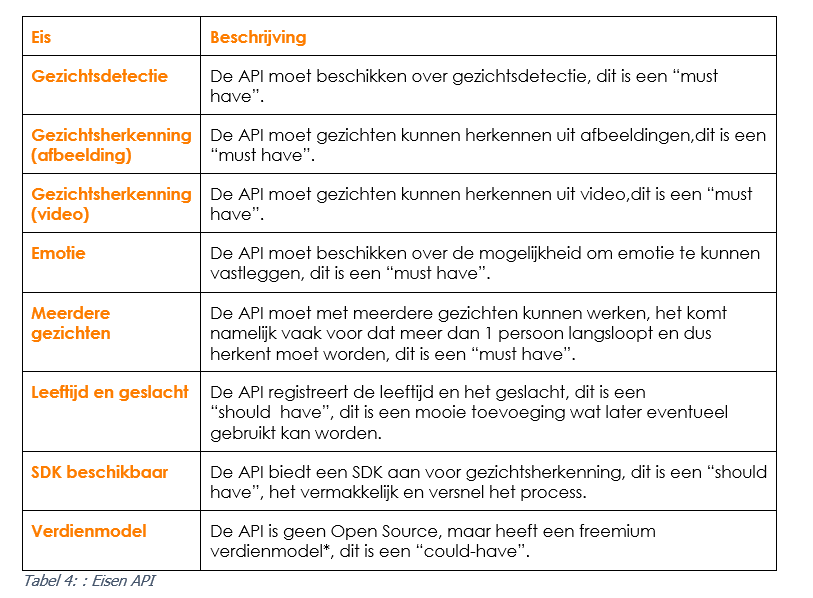 Eis Beschrijving
Gezichtsdetectie De API moet beschikken over gezichtsdetectie, dit is een “must
have”.
Gezichtsherkenning De API moet gezichten kunnen herkennen uit afbeeldingen,dit is een
(afbeelding) “must have”.
Gezichtsherkenning De API moet gezichten kunnen herkennen uit video,dit is een “must
(video) have”.
Emotie De API moet beschikken over de mogelijkheid om emotie te kunnen
vastleggen, dit is een “must have”.
Meerdere De API moet met meerdere gezichten kunnen werken, het komt
gezichten namelijk vaak voor dat meer dan 1 persoon langsloopt en dus
herkent moet worden, dit is een “must have”.
Leeftijd en geslacht De API registreert de leeftijd en het geslacht, dit is een
“should  have”, dit is een mooie toevoeging wat later eventueel
gebruikt kan worden.
SDK beschikbaar De API biedt een SDK aan voor gezichtsherkenning, dit is een “should
have”, het vermakkelijk en versnel het process.
Verdienmodel De API is geen Open Source, maar heeft een freemium
verdienmodel*, dit is een “could-have”.
Tabel 4: : Eisen API